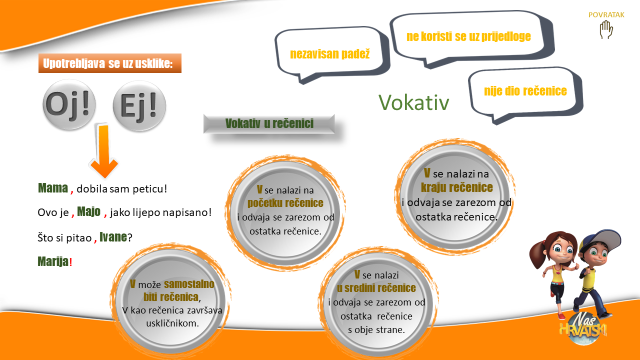 POVRATAK
nezavisan padež
ne koristi se uz prijedloge
nije dio rečenice
Upotrebljava se uz usklike:
Oj!
Ej!
Vokativ
Vokativ u rečenici
Mama , dobila sam peticu!
Ovo je , Majo , jako lijepo napisano!
Što si pitao , Ivane?
Marija!
V se nalazi na
početku rečenice
i odvaja se zarezom od
ostatka rečenice.
V se nalazi na
kraju rečenice
i odvaja se zarezom od
ostatka rečenice.
V može samostalno
biti rečenica,
V kao rečenica završava
uskličnikom.
V se nalazi
u sredini rečenice
i odvaja se zarezom od
ostatka rečenice
s obje strane.
Naš
HRVATSKI